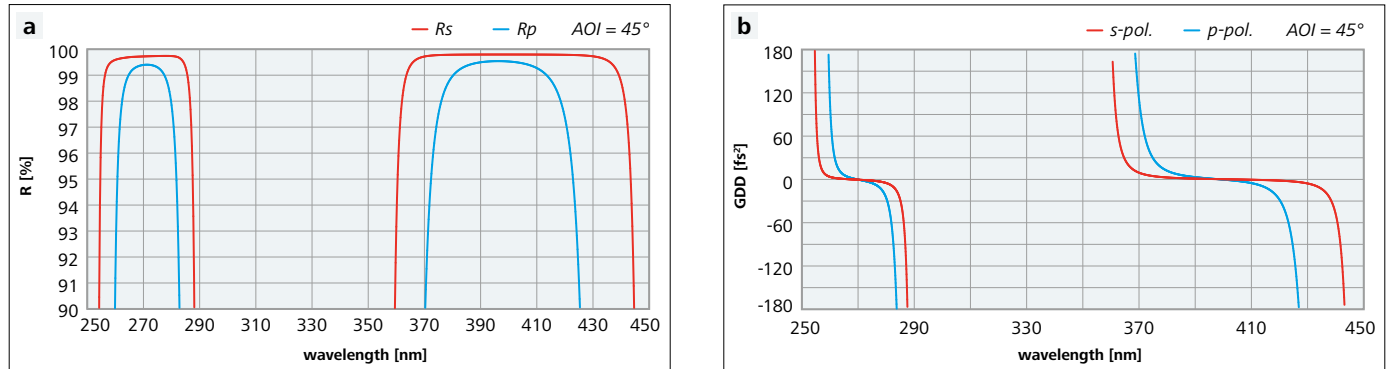 a
Rs Rp AOI = 45°
100
99
98
97
96
95
94
93
92
91
90
R [%]
250 270 290 310 330 350 370 390 410 430 450
wavelength [nm]
b
s-pol. p-pol. AOI = 45°
180
120
60
0
-60
-120
-180
GDD [fs²]
250 290 330 370 410 450
wavelength [nm]